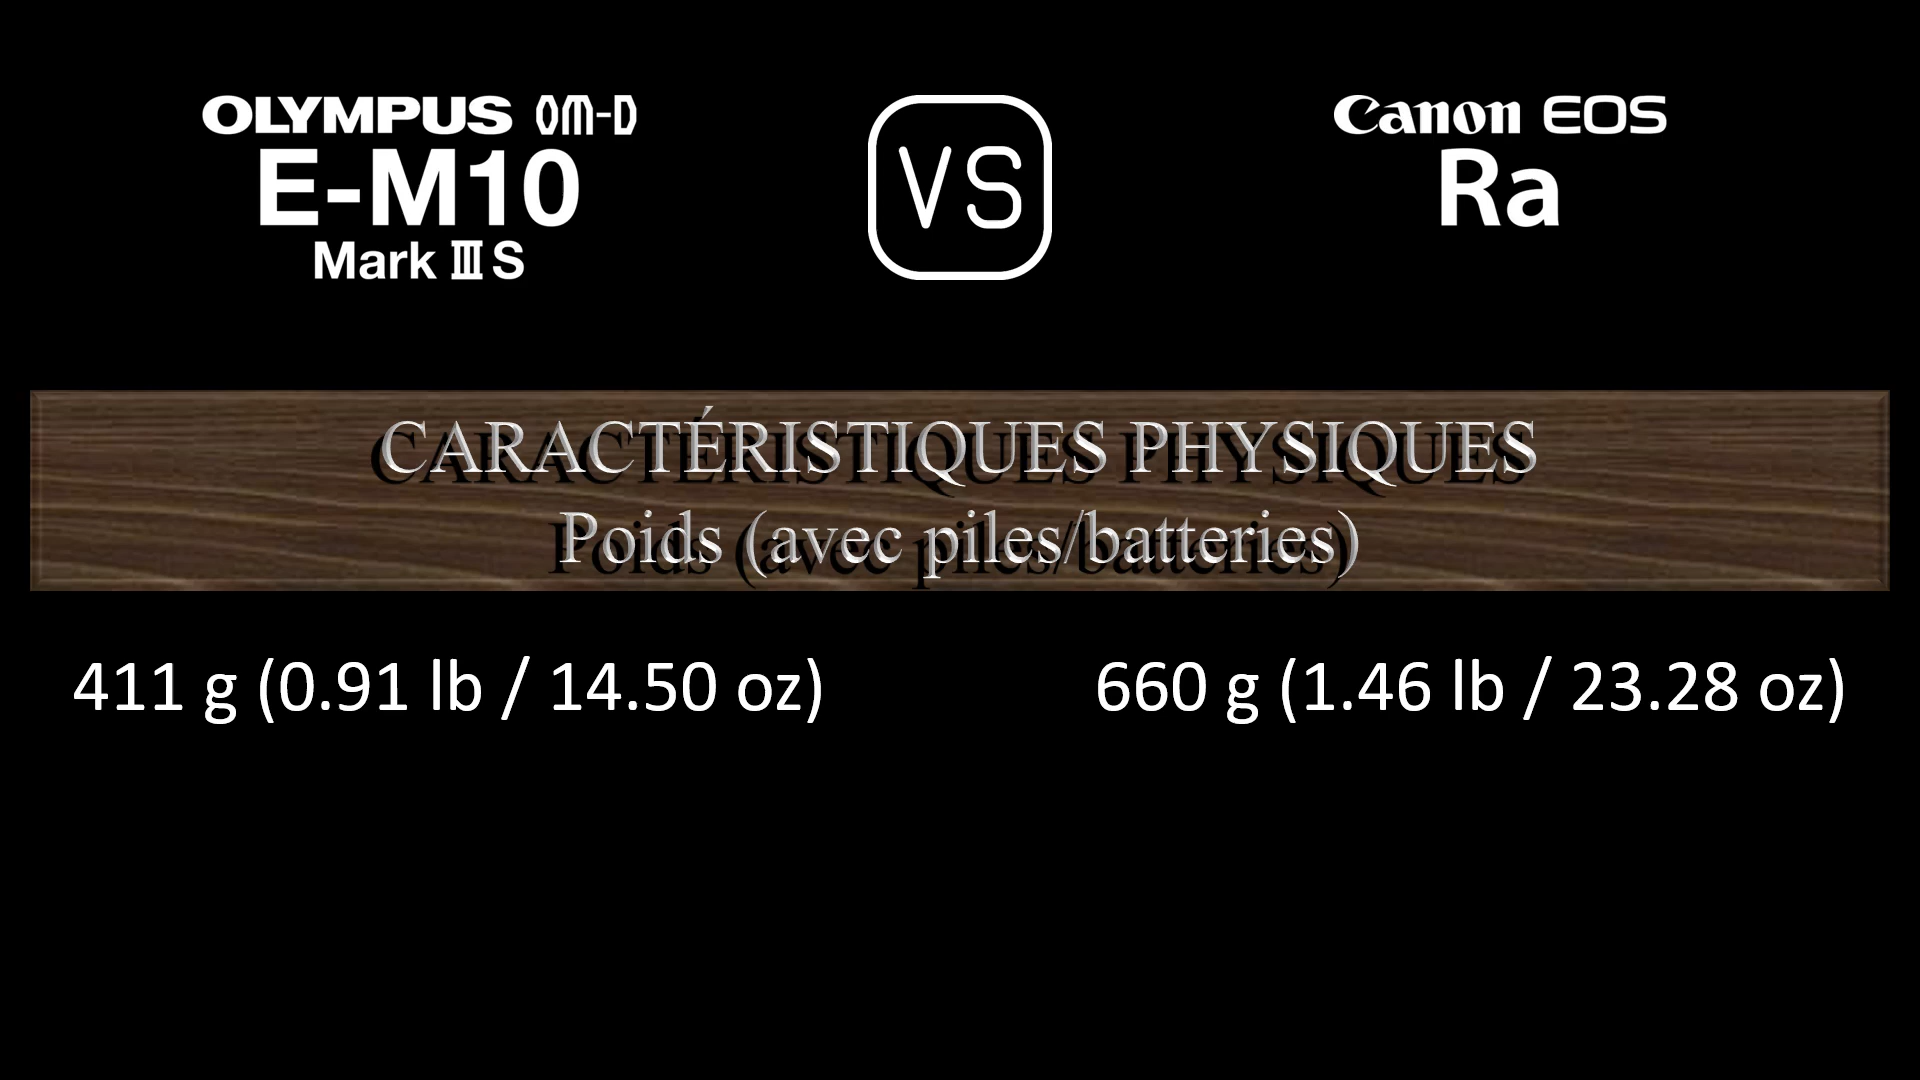 OLYMPUS OM-D
E-M10
Mark III S
VS
Canon EOS
Ra
CARACTÉRISTIQUES PHYSIQUES
Poids (avec piles/batteries)
411 g (0.91 lb / 14.50 oz)
660 g (1.46 lb / 23.28 oz)